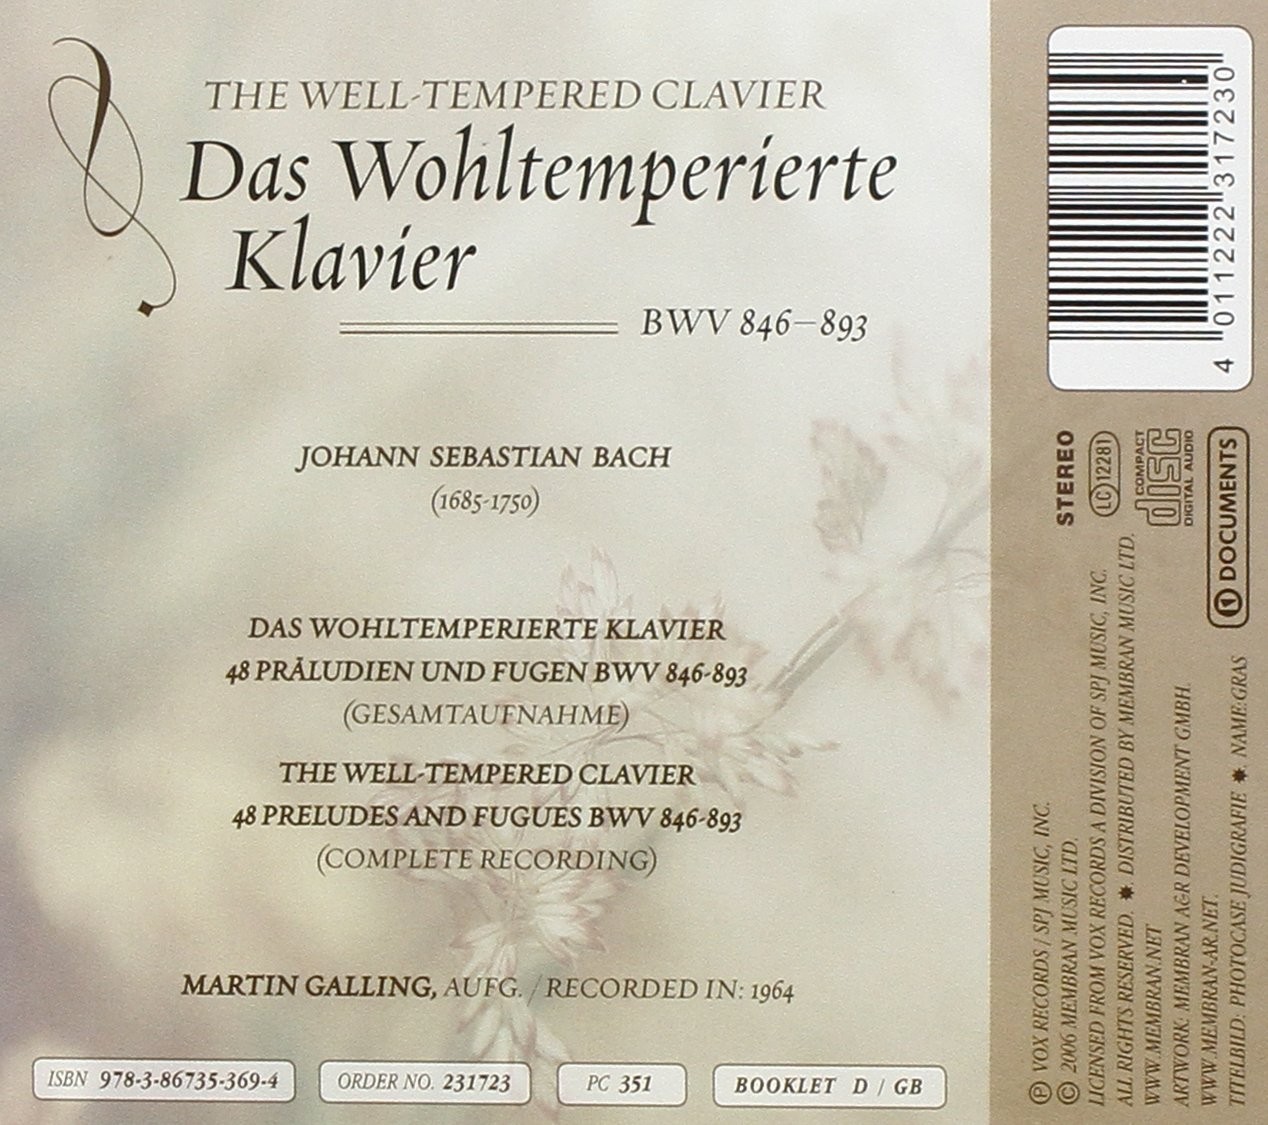 THE WELL-TEMPERED CLAVIER
Das Wohltemperierte
Klavier
BWV 846–893
JOHANN SEBASTIAN BACH
(1685-1750)
DAS WOHLTEMPERIERTE KLAVIER
48 PRÄLUDIEN UND FUGEN BWV 846-893
(GESAMTAUFNAHME)
THE WELL-TEMPERED CLAVIER
48 PRELUDES AND FUGUES BWV 846-893
(COMPLETE RECORDING)
MARTIN GALLING, AUFG. / RECORDED IN: 1964
ISBN 978-3-86735-369-4
ORDER NO. 231723
PC 351
BOOKLET D / GB
4 011222 317230
STEREO
LC 12281
COMPACT
disc
DIGITAL AUDIO
DOCUMENTS
Ⓟ VOX RECORDS / SPJ MUSIC, INC.
© 2006 MEMBRAN MUSIC LTD.
LICENSED FROM VOX RECORDS A DIVISION OF SPJ MUSIC, INC.
ALL RIGHTS RESERVED. ✷ DISTRIBUTED BY MEMBRAN MUSIC LTD.
WWW.MEMBRAN.NET
ARTWORK: MEMBRAN A&R DEVELOPMENT GMBH.
WWW.MEMBRAN-AR.NET.
TITELBILD: PHOTOCASE JUDIGRAFIE ✷ NAME:GRAS